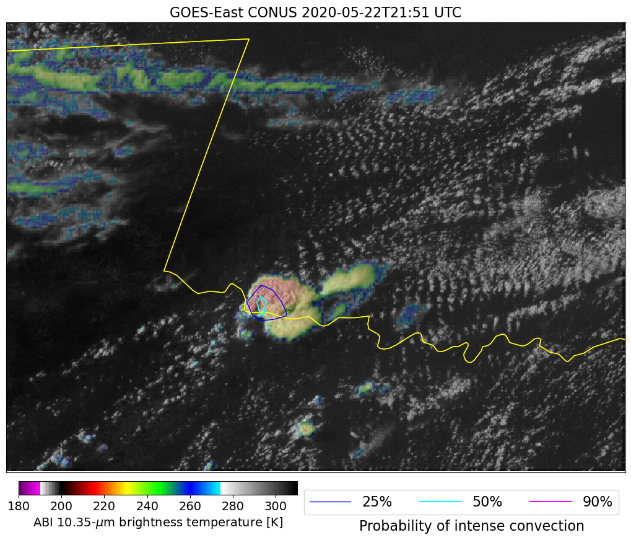 GOES-East CONUS 2020-05-22T21:51 UTC
180 200 220 240 260 280 300
ABI 10.35-μm brightness temperature [K]
25% 50% 90%
Probability of intense convection